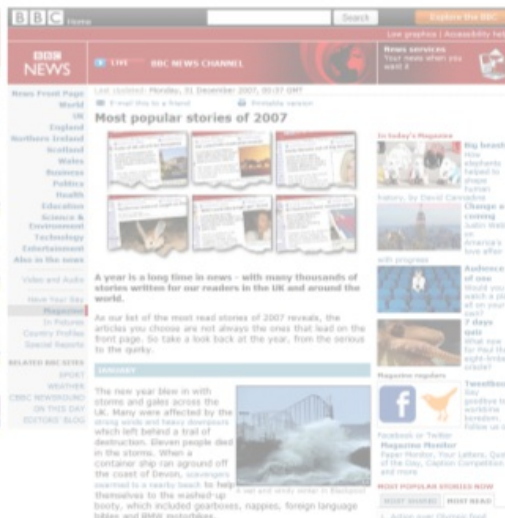 BBC Home
Search
Explore the BBC
Low graphics | Accessibility help
BBC
NEWS
LIVE BBC NEWS CHANNEL
News services
Your news when you
want it
News Front Page
World
UK
England
Northern Ireland
Scotland
Wales
Business
Politics
Health
Education
Science &
Environment
Technology
Entertainment
Also in the news
Video and Audio
Have Your Say
Magazine
In Pictures
Country Profiles
Special Reports
RELATED BBC SITES
SPORT
WEATHER
CBBC NEWSROUND
ON THIS DAY
EDITORS' BLOG
Last Updated: Monday, 31 December 2007, 00:37 GMT
E-mail this to a friend
Printable version
Most popular stories of 2007
A year is a long time in news - with many thousands of
stories written for our readers in the UK and around the
world.
As our list of the most read stories of 2007 reveals, the
articles you choose are not always the ones that lead on the
front page. So take a look back at the year, from the serious
to the quirky.
JANUARY
The new year blew in with
storms and gales across the
UK. Many were affected by the
strong winds and heavy downpours
which left behind a trail of
destruction. Eleven people died
in the storms. When a
container ship ran aground off
the coast of Devon, scavengers
swarmed to a nearby beach to help
themselves to the washed-up
booty, which included gearboxes, nappies, foreign language
bibles and BMW motorbikes.
A wet and windy winter in Blackpool
In today's Magazine
How
elephants
helped to
shape
human
history, by David Cannadine
Change
coming
Justin
on
America's
love affair
with progress
Audience
of one
Would you
watch a
on your
7 days
quiz
What now
for Paul the
eight-limbed
Magazine regulars
Say
goodbye to
worktime
boredom.
Follow us
Facebook or Twitter
Magazine Monitor
Paper Monitor, Your Letters,
of the Day, Caption Competition
and more
MOST POPULAR STORIES NOW
MOST SHARED MOST READ